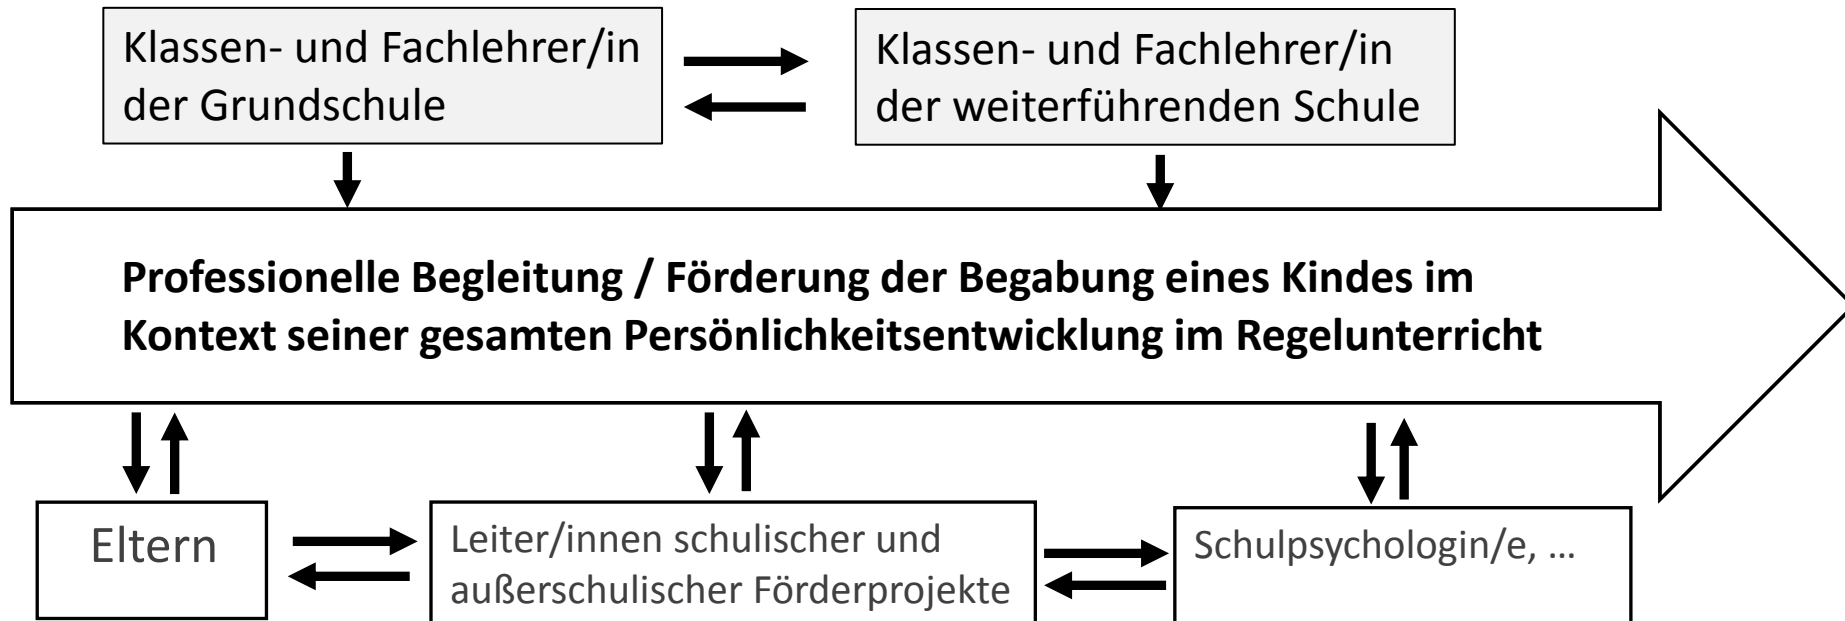 Klassen- und Fachlehrer/in
der Grundschule
Klassen- und Fachlehrer/in
der weiterführenden Schule
Professionelle Begleitung / Förderung der Begabung eines Kindes im
Kontext seiner gesamten Persönlichkeitsentwicklung im Regelunterricht
Eltern
Leiter/innen schulischer und
außerschulischer Förderprojekte
Schulpsychologin/e, …